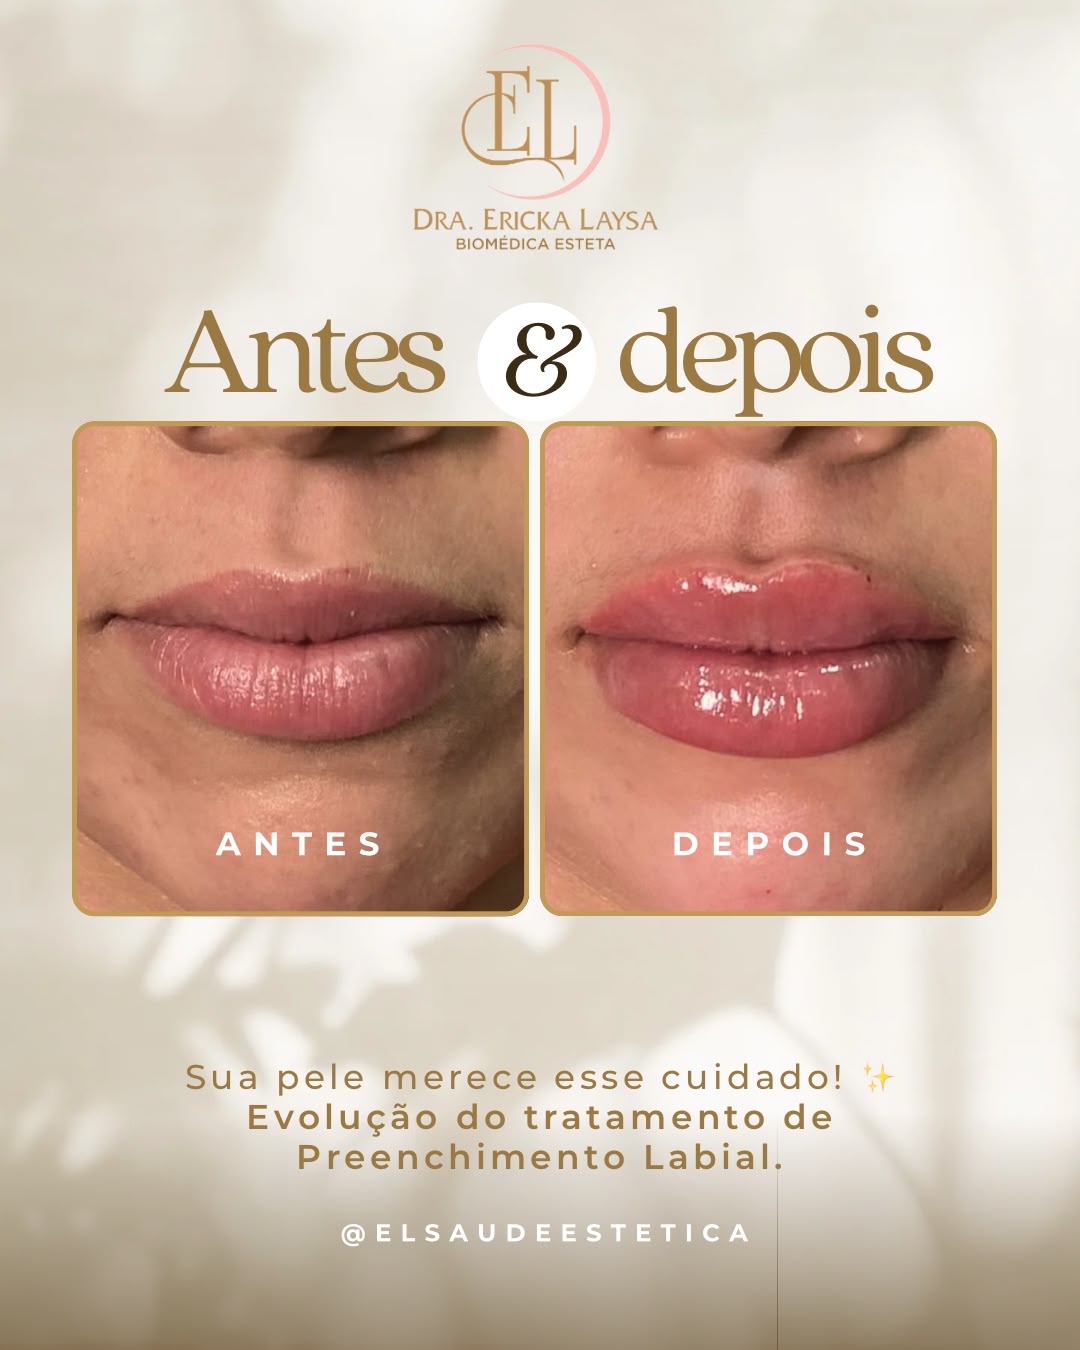 EL
DRA. ERICKA LAYSA
BIOMÉDICA ESTETA
Antes & depois
ANTES
DEPOIS
Sua pele merece esse cuidado! ✨
Evolução do tratamento de
Preenchimento Labial.
@ELSAUDEESTETICA